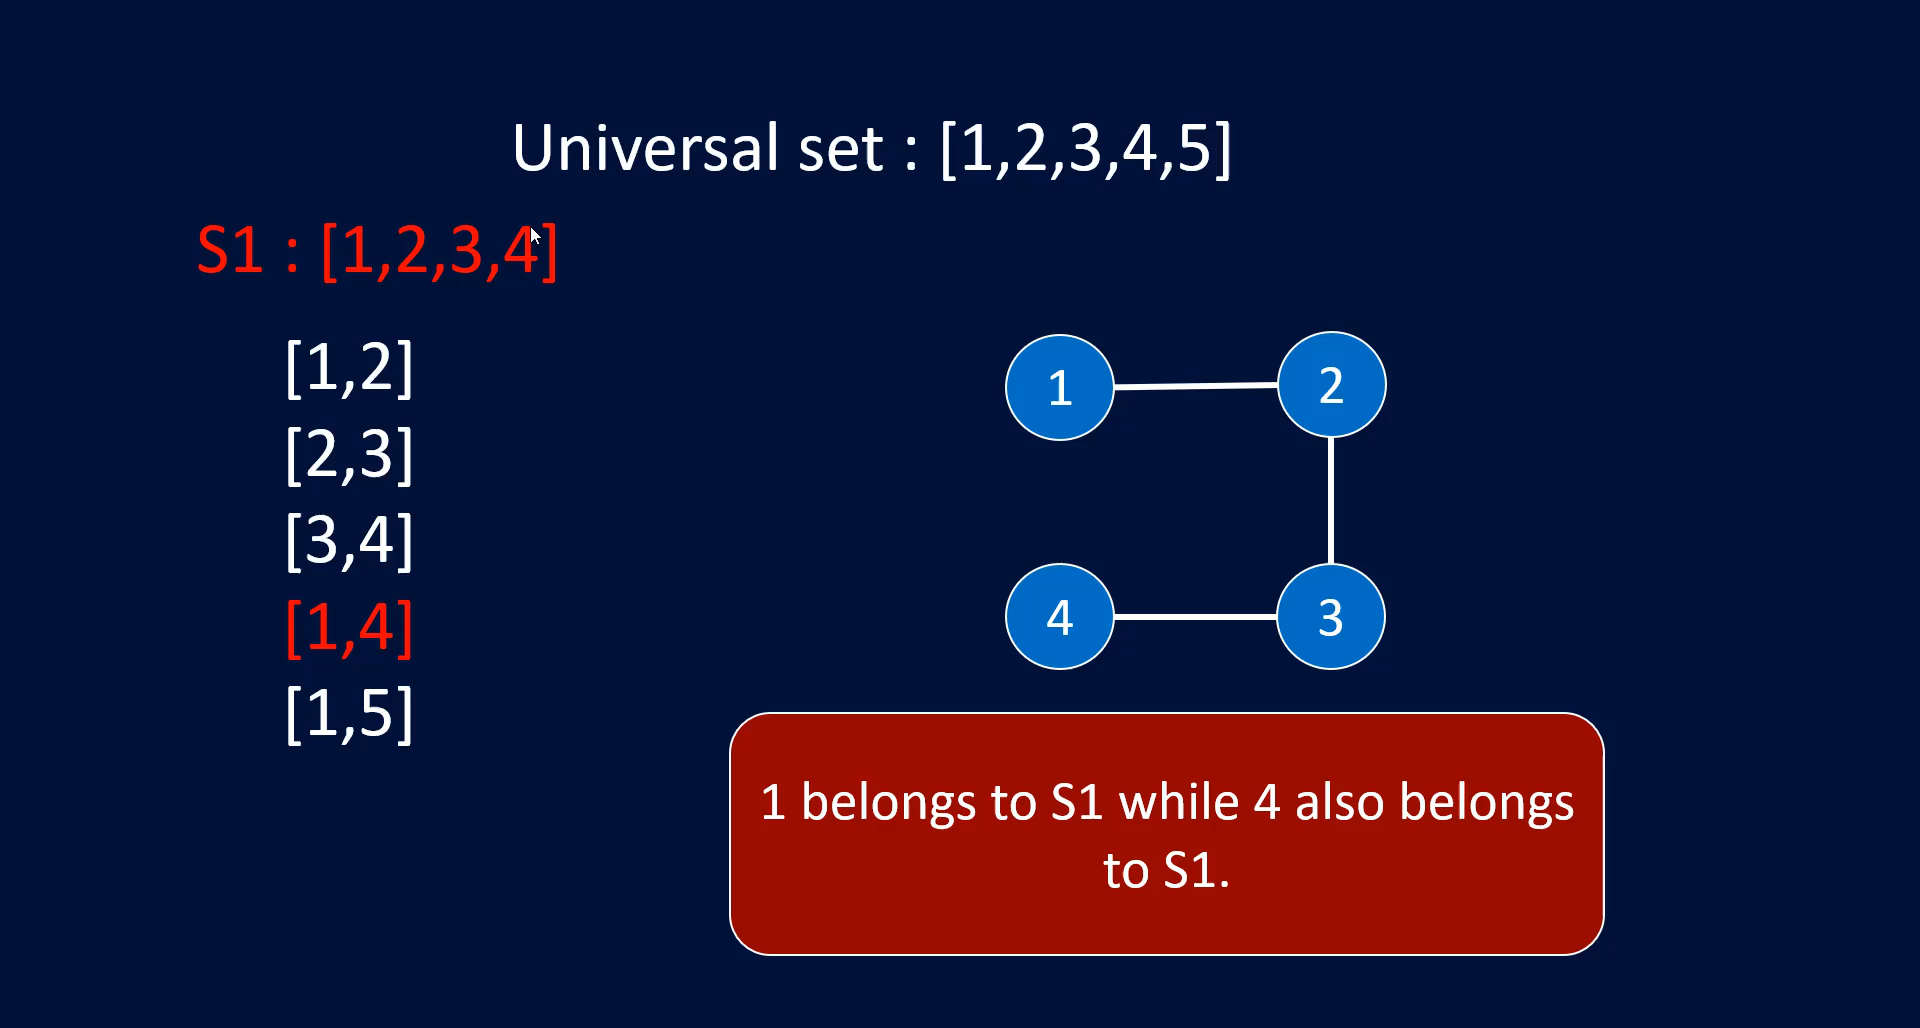 Universal set : [1,2,3,4,5]
S1 : [1,2,3,4]
[1,2]
[2,3]
[3,4]
[1,4]
[1,5]
1
2
4
3
1 belongs to S1 while 4 also belongs
to S1.